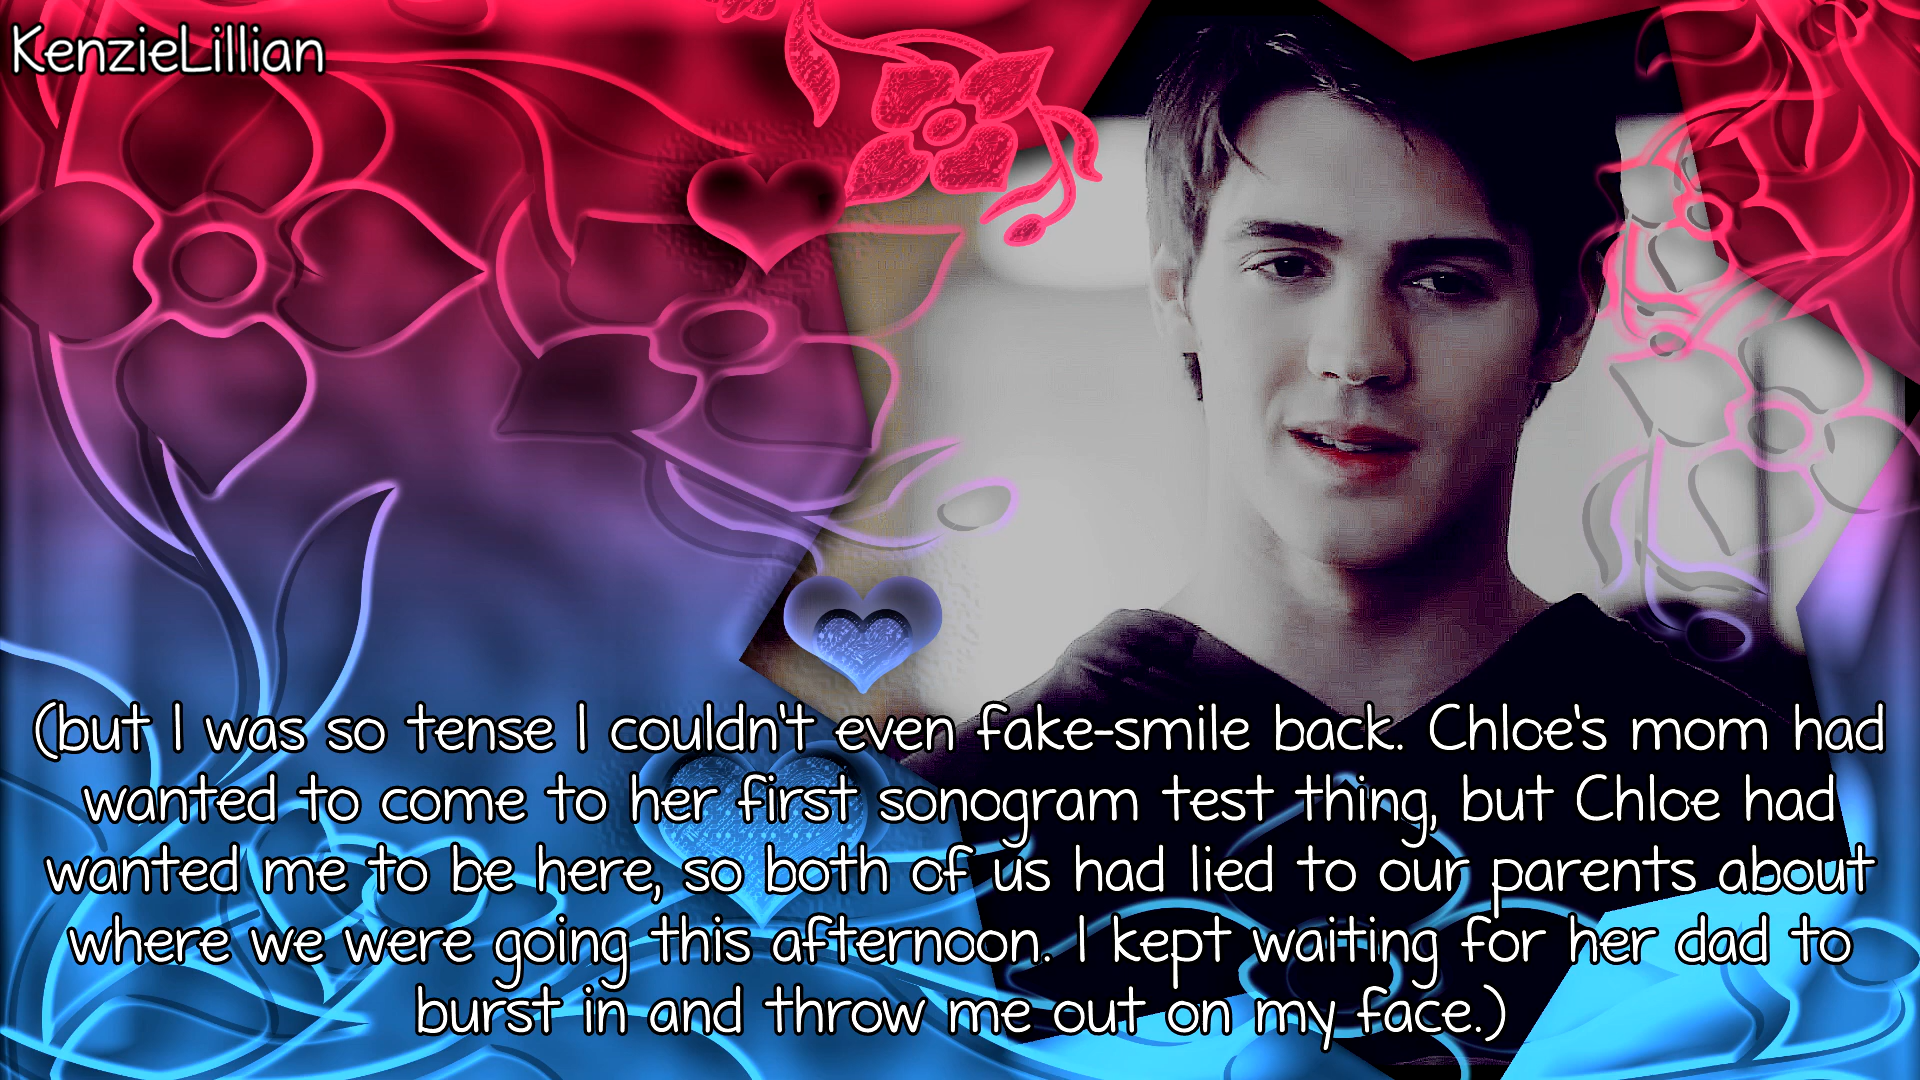 KenzieLillian
(but I was so tense I couldn't even fake-smile back. Chloe's mom had
wanted to come to her first sonogram test thing, but Chloe had
wanted me to be here, so both of us had lied to our parents about
where we were going this afternoon. I kept waiting for her dad to
burst in and throw me out on my face.)